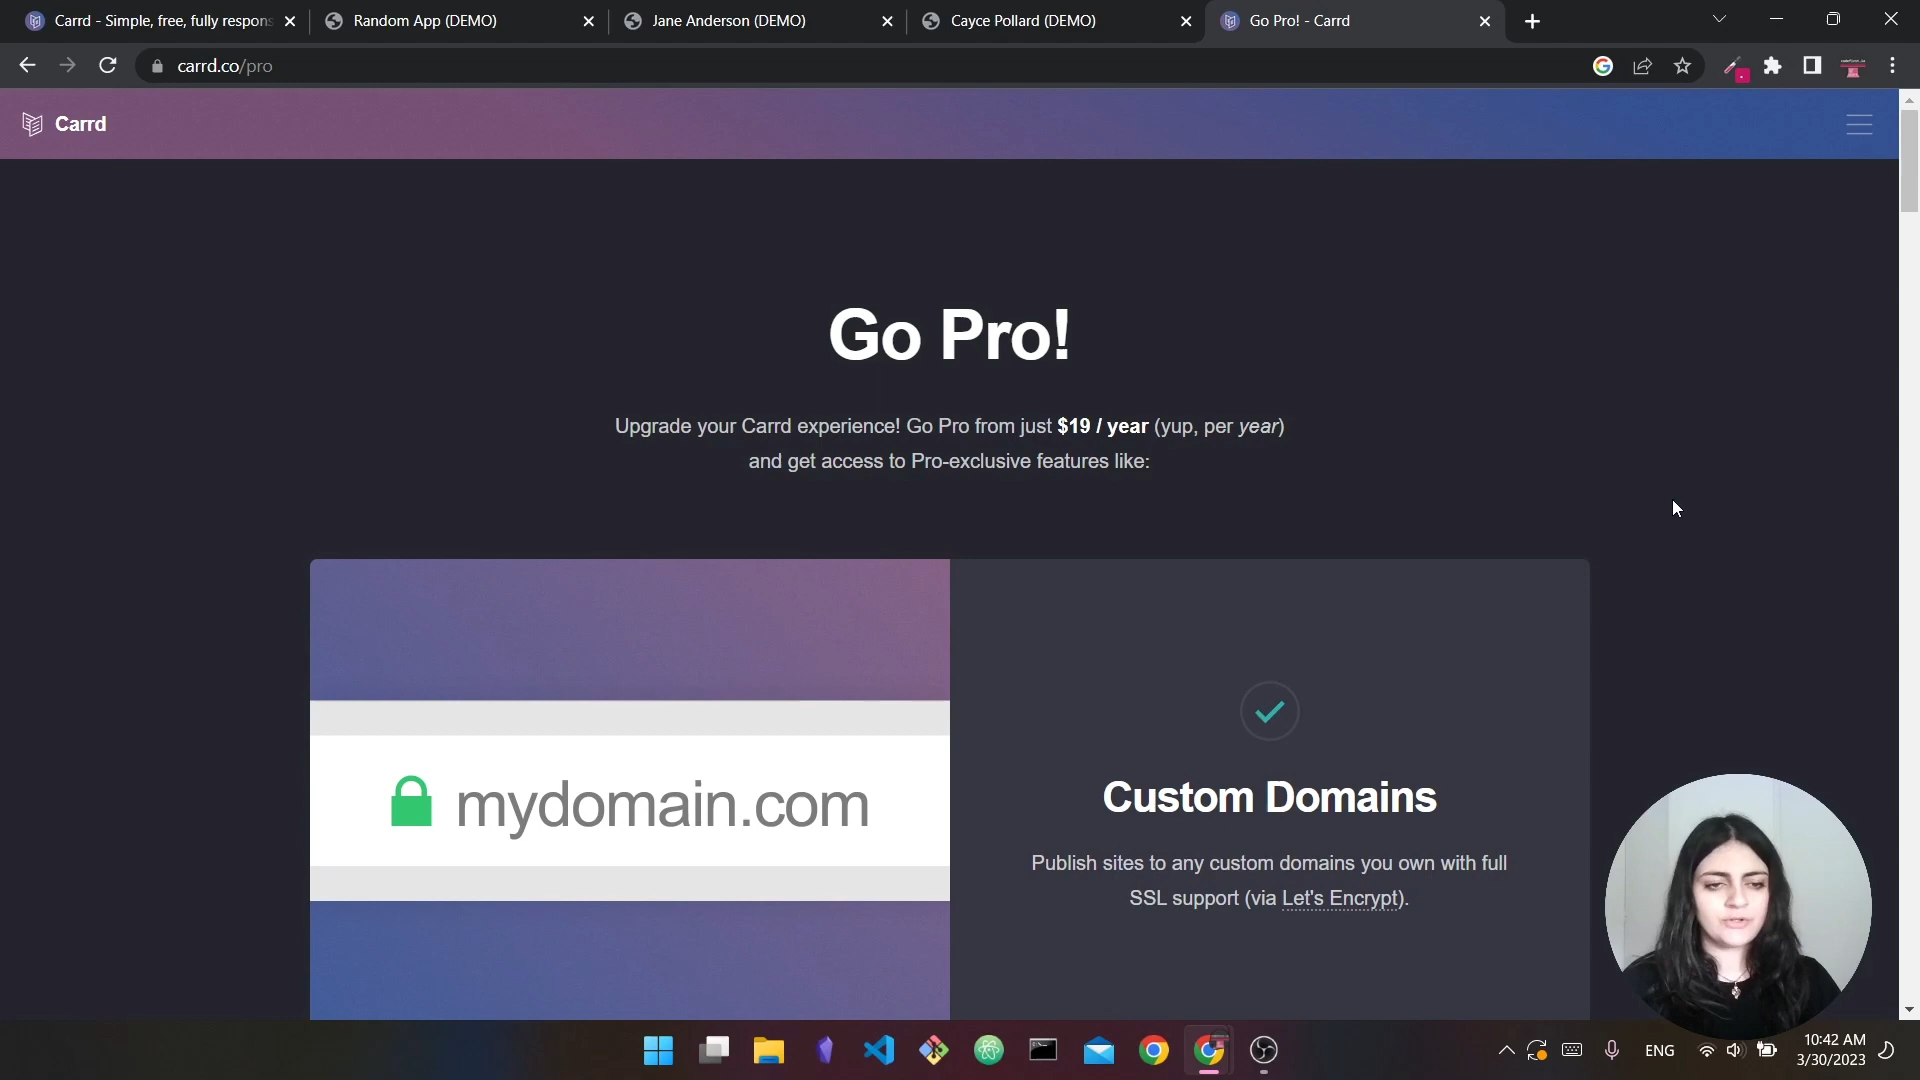 Carrd - Simple, free, fully respons
Random App (DEMO)
Jane Anderson (DEMO)
Cayce Pollard (DEMO)
Go Pro! - Carrd
carrd.co/pro
Carrd
Go Pro!
Upgrade your Carrd experience! Go Pro from just $19 / year (yup, per year)
and get access to Pro-exclusive features like:
mydomain.com
Custom Domains
Publish sites to any custom domains you own with full
SSL support (via Let's Encrypt).
ENG
10:42 AM
3/30/2023